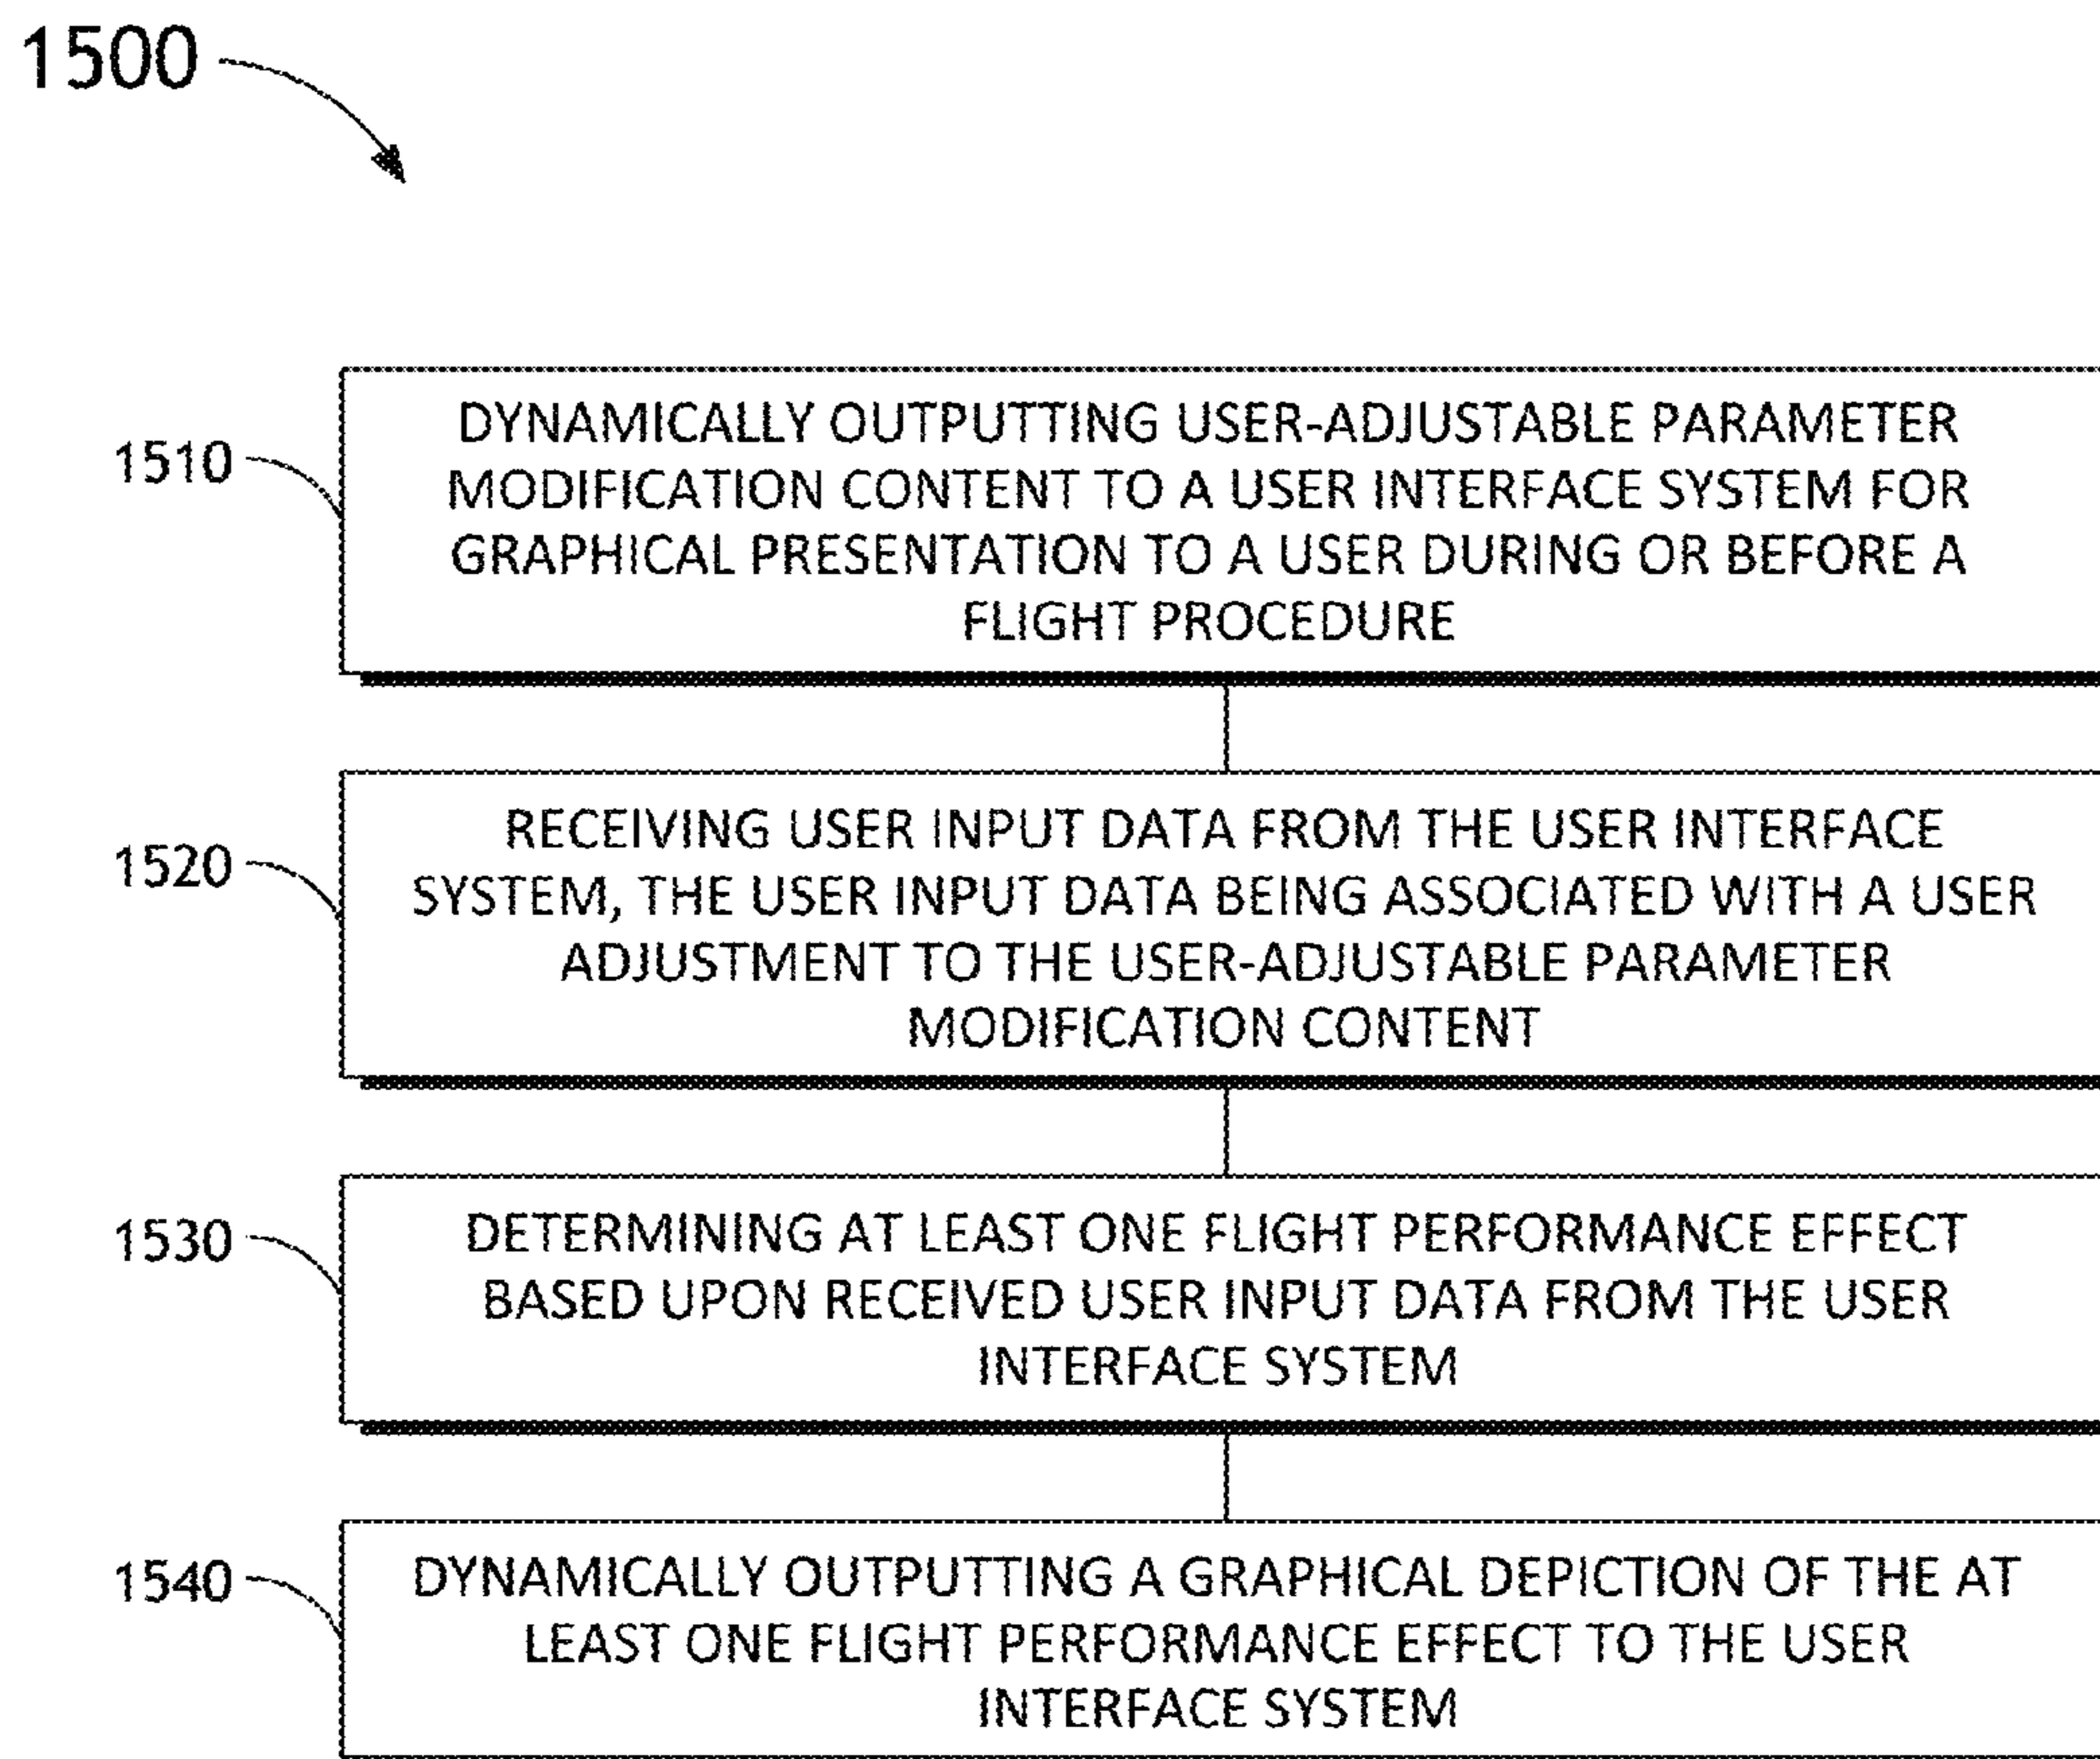 1500
1510
DYNAMICALLY OUTPUTTING USER-ADJUSTABLE PARAMETER
MODIFICATION CONTENT TO A USER INTERFACE SYSTEM FOR
GRAPHICAL PRESENTATION TO A USER DURING OR BEFORE A
FLIGHT PROCEDURE
1520
RECEIVING USER INPUT DATA FROM THE USER INTERFACE
SYSTEM, THE USER INPUT DATA BEING ASSOCIATED WITH A USER
ADJUSTMENT TO THE USER-ADJUSTABLE PARAMETER
MODIFICATION CONTENT
1530
DETERMINING AT LEAST ONE FLIGHT PERFORMANCE EFFECT
BASED UPON RECEIVED USER INPUT DATA FROM THE USER
INTERFACE SYSTEM
1540
DYNAMICALLY OUTPUTTING A GRAPHICAL DEPICTION OF THE AT
LEAST ONE FLIGHT PERFORMANCE EFFECT TO THE USER
INTERFACE SYSTEM